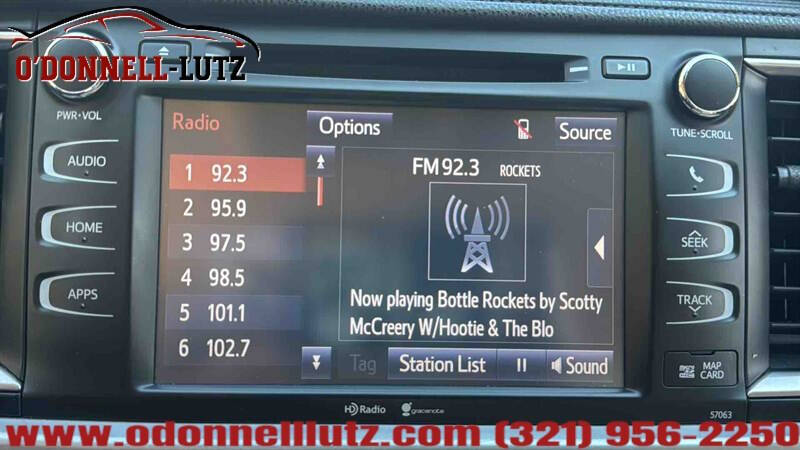 O'DONNELL-LUTZ
PWR•VOL
TUNE•SCROLL
AUDIO
HOME
APPS
SEEK
TRACK
MAP
CARD
Radio
Options
Source
1 92.3
2 95.9
3 97.5
4 98.5
5 101.1
6 102.7
FM 92.3 ROCKETS
Now playing Bottle Rockets by Scotty
McCreery W/Hootie & The Blo
Tag
Station List
Sound
HD Radio
gracenote
57063
www.odonnelllutz.com (321) 956-2250